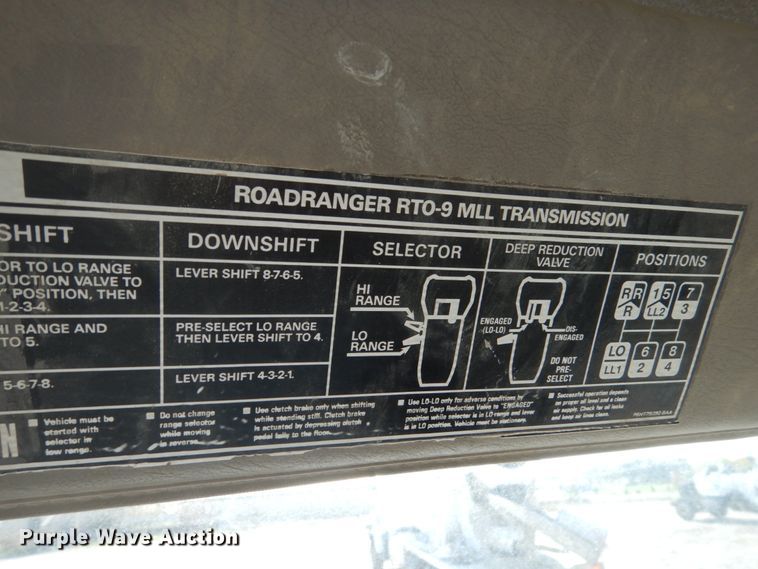 ROADRANGER RTO-9 MLL TRANSMISSION
SHIFT
OR TO LO RANGE
DUCTION VALVE TO
" POSITION, THEN
1-2-3-4.
HI RANGE AND
TO 5.
5-6-7-8.
DOWNSHIFT
LEVER SHIFT 8-7-6-5.
PRE-SELECT LO RANGE
THEN LEVER SHIFT TO 4.
LEVER SHIFT 4-3-2-1.
SELECTOR
HI
RANGE
LO
RANGE
DEEP REDUCTION
VALVE
ENGAGED
(LO-LO)
DIS-
ENGAGED
DO NOT
PRE-
SELECT
POSITIONS
R R 1 5 7
R LL2 3
LO 6 8
LL1 2 4
N
■ Vehicle must be
started with
selector in
low range.
■ Do not change
range selector
while moving
in reverse.
■ Use clutch brake only when shifting
while standing still. Clutch brake
is actuated by depressing clutch
pedal fully to the floor.
■ Use LO-LO only for adverse conditions by
moving Deep Reduction Valve to "ENGAGED"
position while selector is in LO range and lever
is in LO position. Vehicle must be stationary.
■ Successful operation depends
on proper oil level and a clean
air supply. Check for oil leaks
and keep air lines clean.
Purple Wave Auction